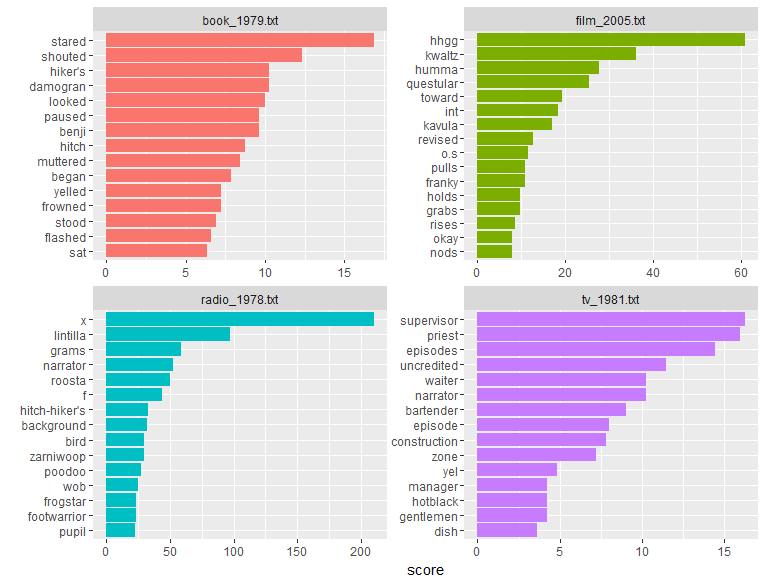 book_1979.txt
stared
shouted
hiker's
damogran
looked
paused
benji
hitch
muttered
began
yelled
frowned
stood
flashed
sat
0 5 10 15
film_2005.txt
hhgg
kwaltz
humma
questular
toward
int
kavula
revised
o.s
pulls
franky
holds
grabs
rises
okay
nods
0 20 40 60
radio_1978.txt
x
lintilla
grams
narrator
roosta
f
hitch-hiker's
background
bird
zarniwoop
poodoo
wob
frogstar
footwarrior
pupil
0 50 100 150 200
tv_1981.txt
supervisor
priest
episodes
uncredited
waiter
narrator
bartender
episode
construction
zone
yel
manager
hotblack
gentlemen
dish
0 5 10 15
score